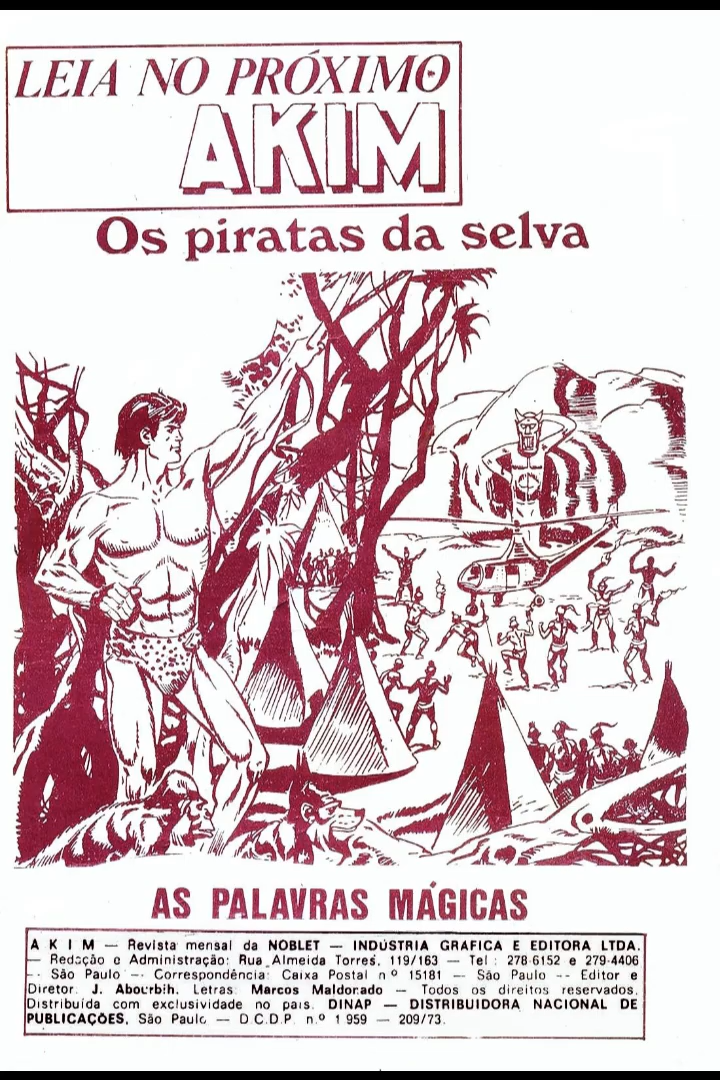 LEIA NO PRÓXIMO
AKIM
Os piratas da selva
AS PALAVRAS MÁGICAS
A K I M — Revista mensal da NOBLET — INDÚSTRIA GRAFICA E EDITORA LTDA.
— Redação e Administração: Rua Almeida Torres, 119/163 — Tel : 278-6152 e 279-4406
-- São Paulo -- Correspondência: Caixa Postal n.º 15181 — São Paulo -- Editor e
Diretor: J. Abourbih. Letras: Marcos Maldonado — Todos os direitos reservados.
Distribuída com exclusividade no país. DINAP — DISTRIBUIDORA NACIONAL DE
PUBLICAÇÕES, São Paulo — D.C.D.P. n.º 1 959 — 209/73.